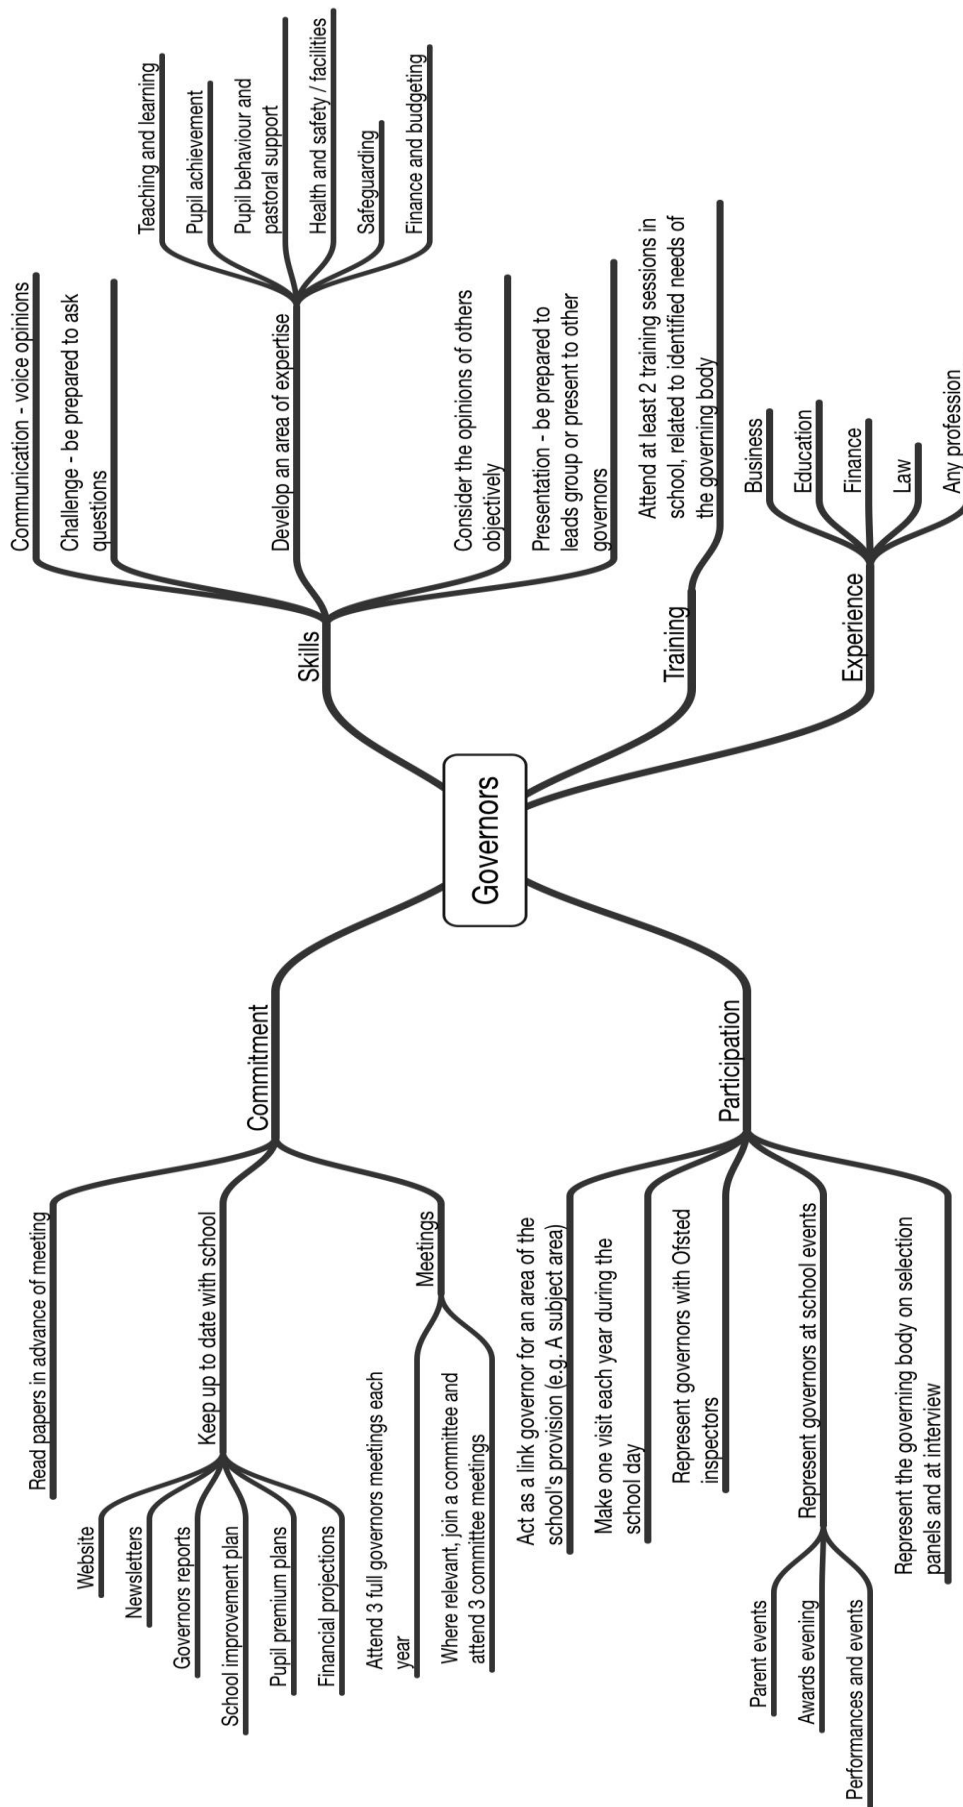 Governors
Commitment
Read papers in advance of meeting
Keep up to date with school
Website
Newsletters
Governors reports
School improvement plan
Pupil premium plans
Financial projections
Meetings
Attend 3 full governors meetings each
year
Where relevant, join a committee and
attend 3 committee meetings
Participation
Act as a link governor for an area of the
school's provision (e.g. A subject area)
Make one visit each year during the
school day
Represent governors with Ofsted
inspectors
Represent governors at school events
Parent events
Awards evening
Performances and events
Represent the governing body on selection
panels and at interview
Skills
Communication - voice opinions
Challenge - be prepared to ask
questions
Develop an area of expertise
Teaching and learning
Pupil achievement
Pupil behaviour and
pastoral support
Health and safety / facilities
Safeguarding
Finance and budgeting
Consider the opinions of others
objectively
Presentation - be prepared to
leads group or present to other
governors
Training
Attend at least 2 training sessions in
school, related to identified needs of
the governing body
Experience
Business
Education
Finance
Law
Any profession